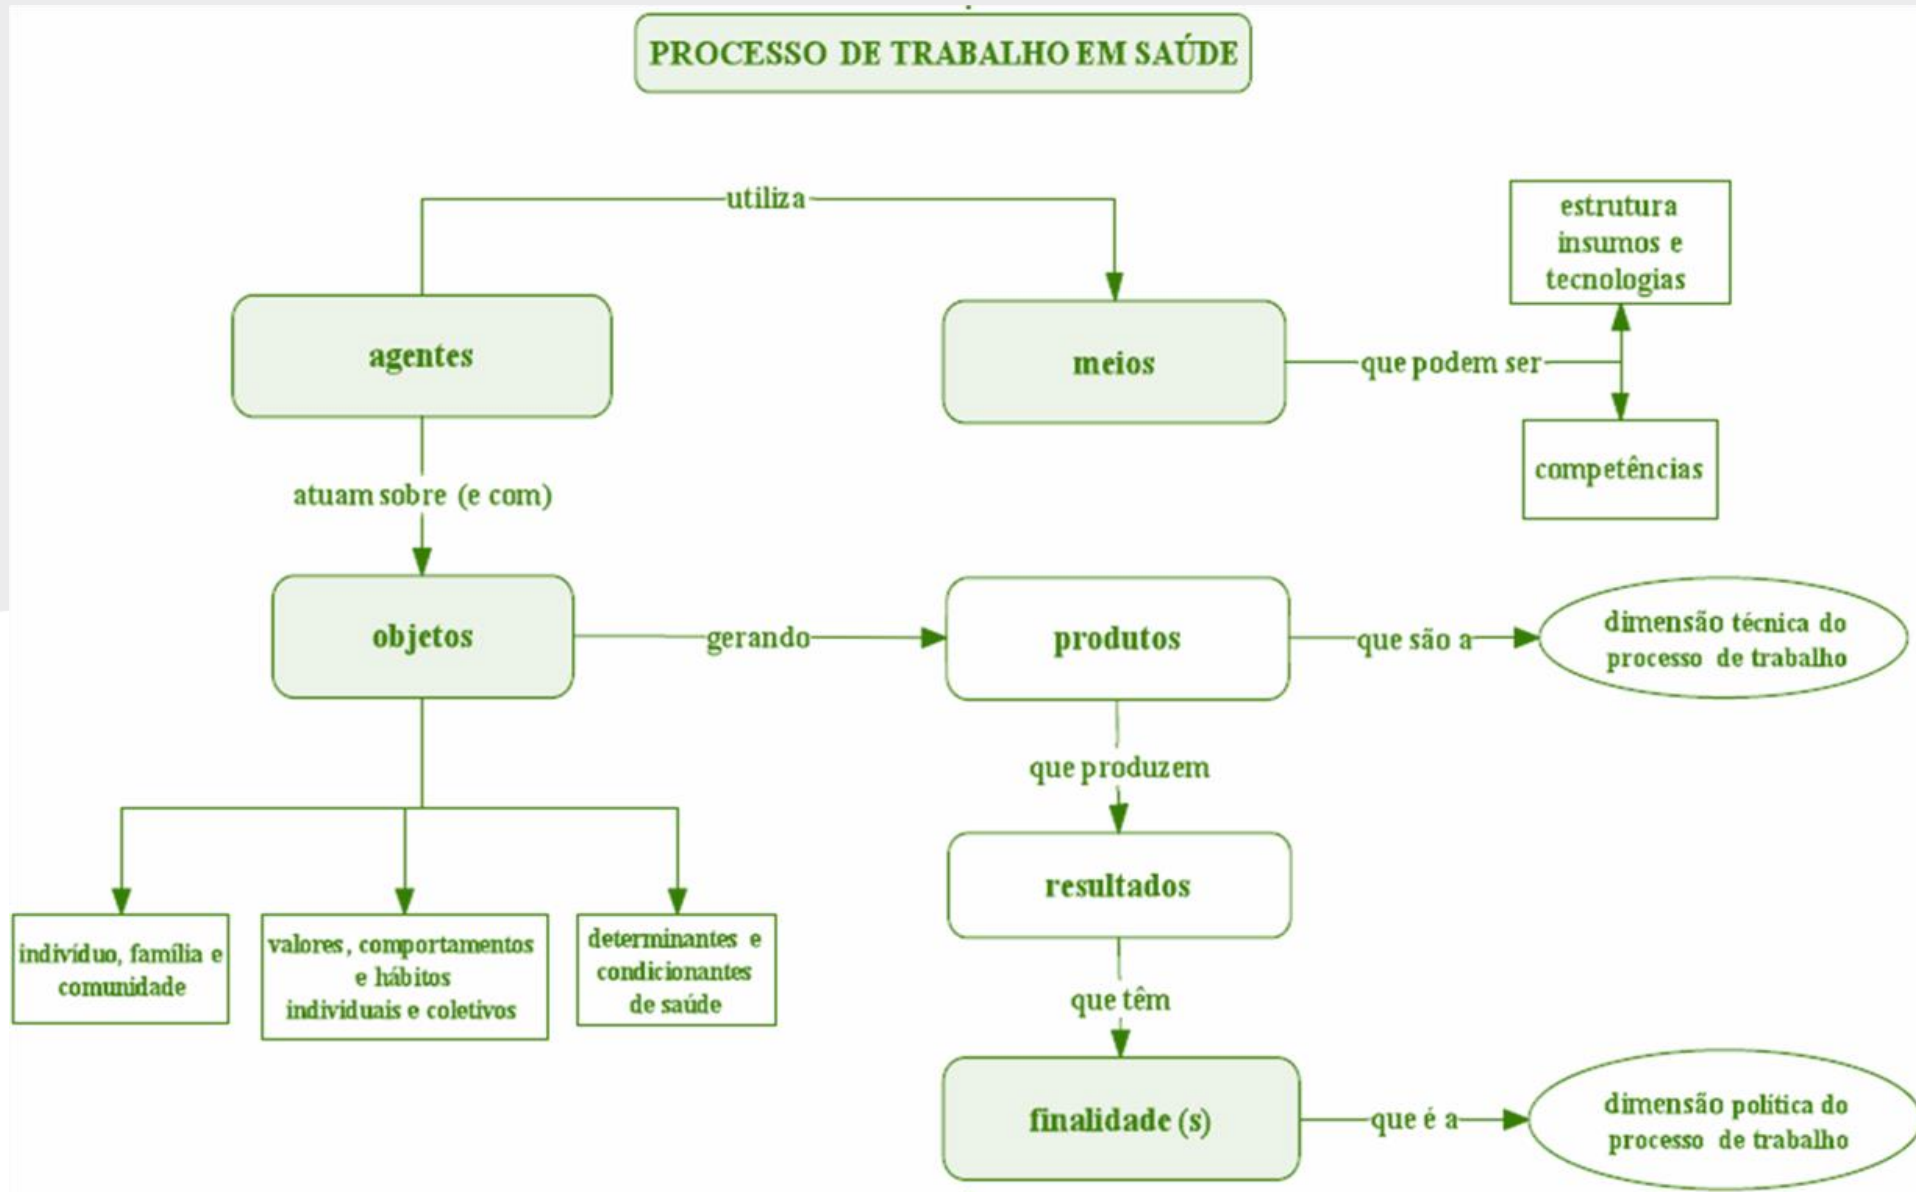 PROCESSO DE TRABALHO EM SAÚDE
utiliza
estrutura
insumos e
tecnologias
agentes
meios
que podem ser
competências
atuam sobre (e com)
objetos
gerando
produtos
que são a
dimensão técnica do
processo de trabalho
que produzem
resultados
indivíduo, família e
comunidade
valores, comportamentos
e hábitos
individuais e coletivos
determinantes e
condicionantes
de saúde
que têm
finalidade (s)
que é a
dimensão política do
processo de trabalho